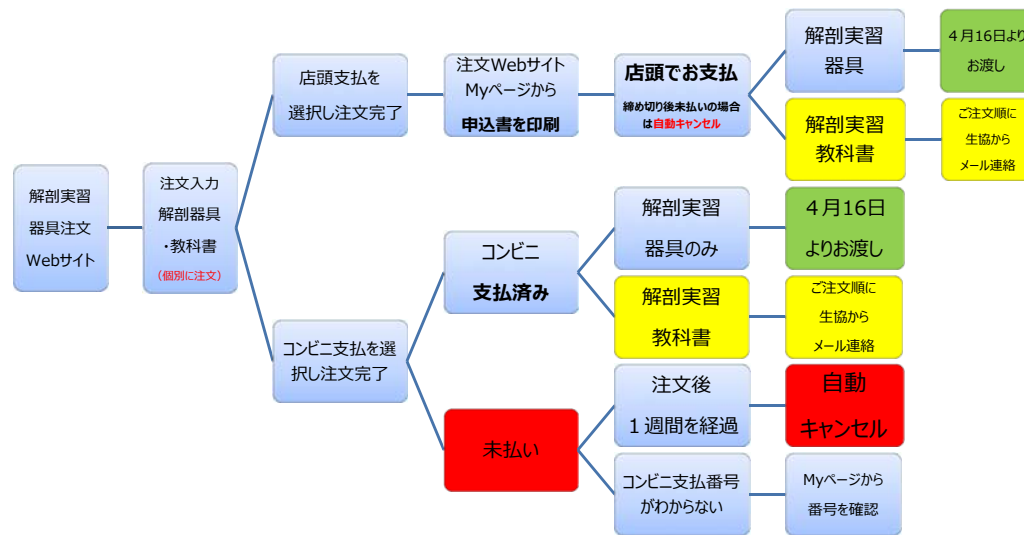 解剖実習
器具注文
Webサイト
注文入力
解剖器具
・教科書
（個別に注文）
店頭支払を
選択し注文完了
注文Webサイト
Myページから
申込書を印刷
店頭でお支払
締め切り後未払いの場合
は自動キャンセル
解剖実習
器具
４月16日より
お渡し
解剖実習
教科書
ご注文順に
生協から
メール連絡
コンビニ支払を選
択し注文完了
コンビニ
支払済み
解剖実習
器具のみ
４月16日
よりお渡し
解剖実習
教科書
ご注文順に
生協から
メール連絡
未払い
注文後
１週間を経過
自動
キャンセル
コンビニ支払番号
がわからない
Myページから
番号を確認